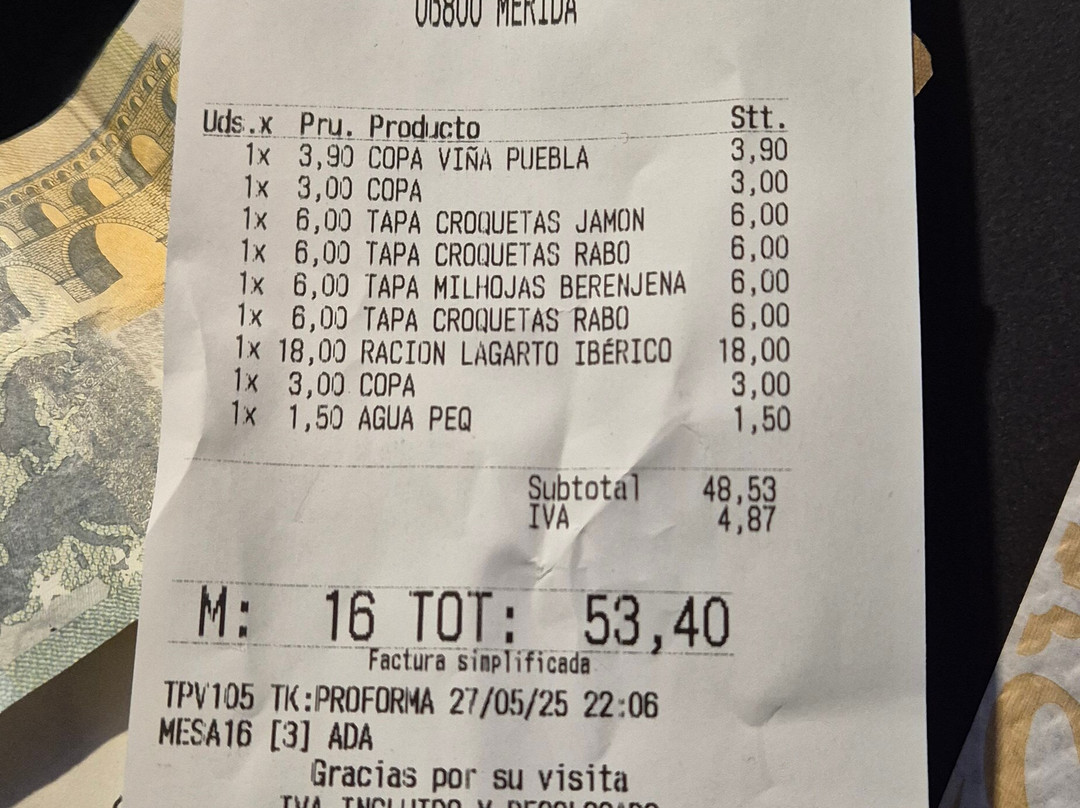 06800 MERIDA
Uds.x Pru. Producto Stt.
1x 3,90 COPA VIÑA PUEBLA 3,90
1x 3,00 COPA 3,00
1x 6,00 TAPA CROQUETAS JAMON 6,00
1x 6,00 TAPA CROQUETAS RABO 6,00
1x 6,00 TAPA MILHOJAS BERENJENA 6,00
1x 6,00 TAPA CROQUETAS RABO 6,00
1x 18,00 RACION LAGARTO IBÉRICO 18,00
1x 3,00 COPA 3,00
1x 1,50 AGUA PEQ 1,50
Subtotal 48,53
IVA 4,87
M: 16 TOT: 53,40
Factura simplificada
TPV105 TK:PROFORMA 27/05/25 22:06
MESA16 [3] ADA
Gracias por su visita
IVA INCLUIDO Y DESGLOSADO